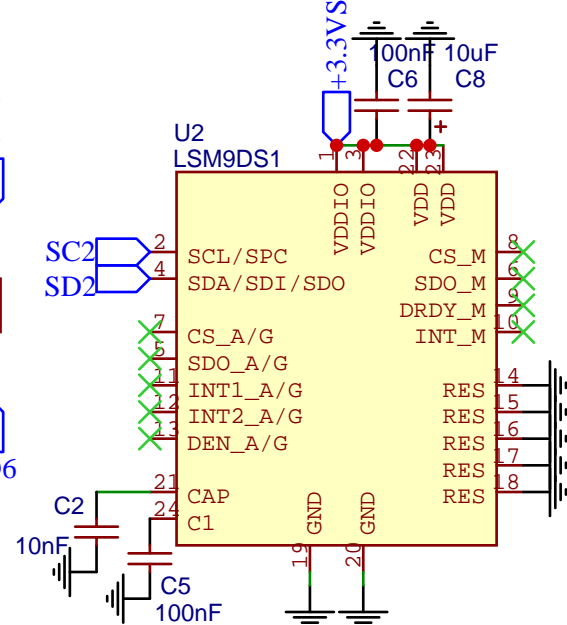 +3.3VS
100nF
C6
10uF
C8
+
U2
LSM9DS1
1
3
22
23
VDDIO
VDDIO
VDD
VDD
SC2
2
SCL/SPC
SD2
4
SDA/SDI/SDO
7
CS_A/G
5
SDO_A/G
11
INT1_A/G
12
INT2_A/G
13
DEN_A/G
8
CS_M
6
SDO_M
9
DRDY_M
10
INT_M
14
RES
15
RES
16
RES
17
RES
18
RES
6
21
CAP
24
C1
GND
GND
19
20
C2
10nF
C5
100nF